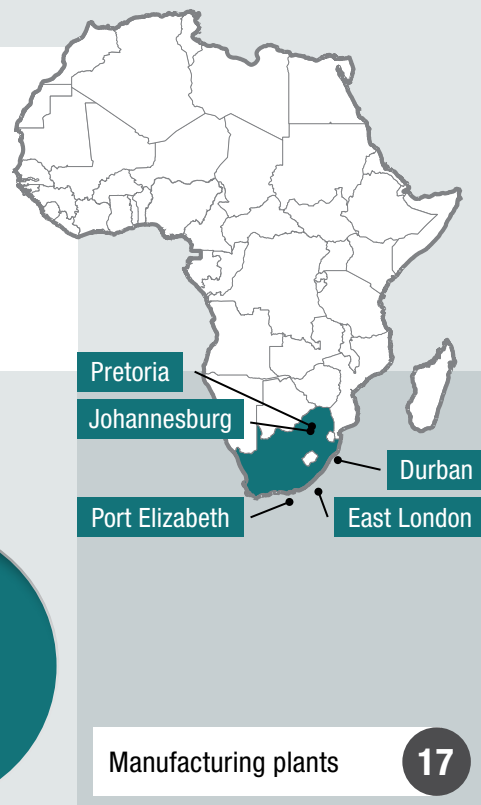 Pretoria
Johannesburg
Durban
Port Elizabeth
East London
Manufacturing plants
17